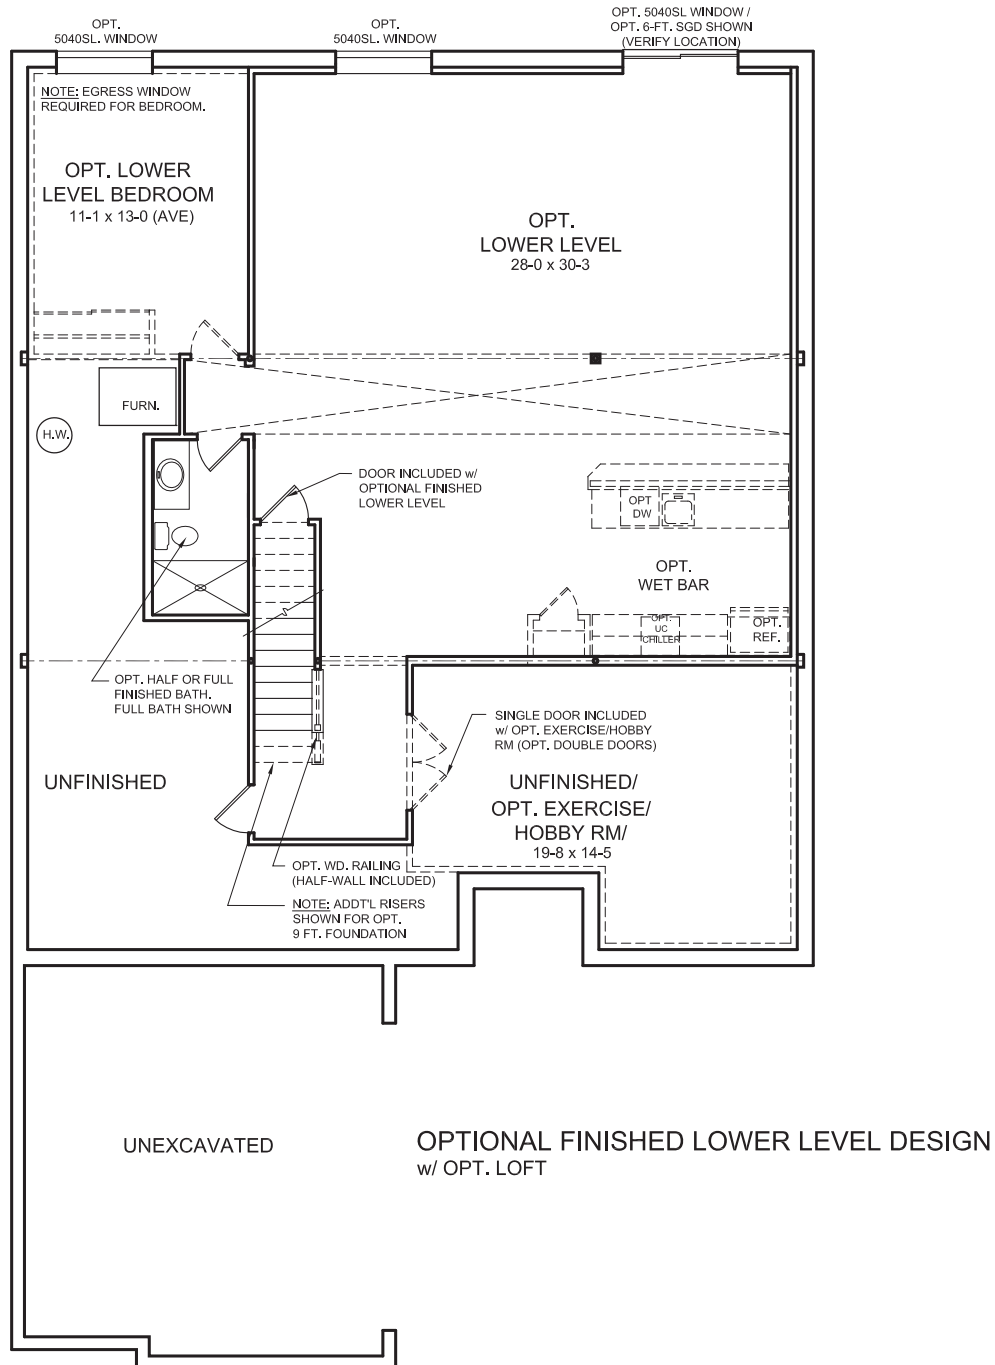 OPT.
5040SL. WINDOW
OPT.
5040SL. WINDOW
OPT. 5040SL WINDOW /
OPT. 6-FT. SGD SHOWN
(VERIFY LOCATION)
NOTE: EGRESS WINDOW
REQUIRED FOR BEDROOM.
OPT. LOWER
LEVEL BEDROOM
11-1 x 13-0 (AVE)
OPT.
LOWER LEVEL
28-0 x 30-3
FURN.
H.W.
DOOR INCLUDED w/
OPTIONAL FINISHED
LOWER LEVEL
OPT
DW
OPT.
WET BAR
OPT.
UC
CHILLER
OPT.
REF.
OPT. HALF OR FULL
FINISHED BATH.
FULL BATH SHOWN
SINGLE DOOR INCLUDED
w/ OPT. EXERCISE/HOBBY
RM (OPT. DOUBLE DOORS)
UNFINISHED
UNFINISHED/
OPT. EXERCISE/
HOBBY RM/
19-8 x 14-5
OPT. WD. RAILING
(HALF-WALL INCLUDED)
NOTE: ADDT'L RISERS
SHOWN FOR OPT.
9 FT. FOUNDATION
UNEXCAVATED
OPTIONAL FINISHED LOWER LEVEL DESIGN
w/ OPT. LOFT